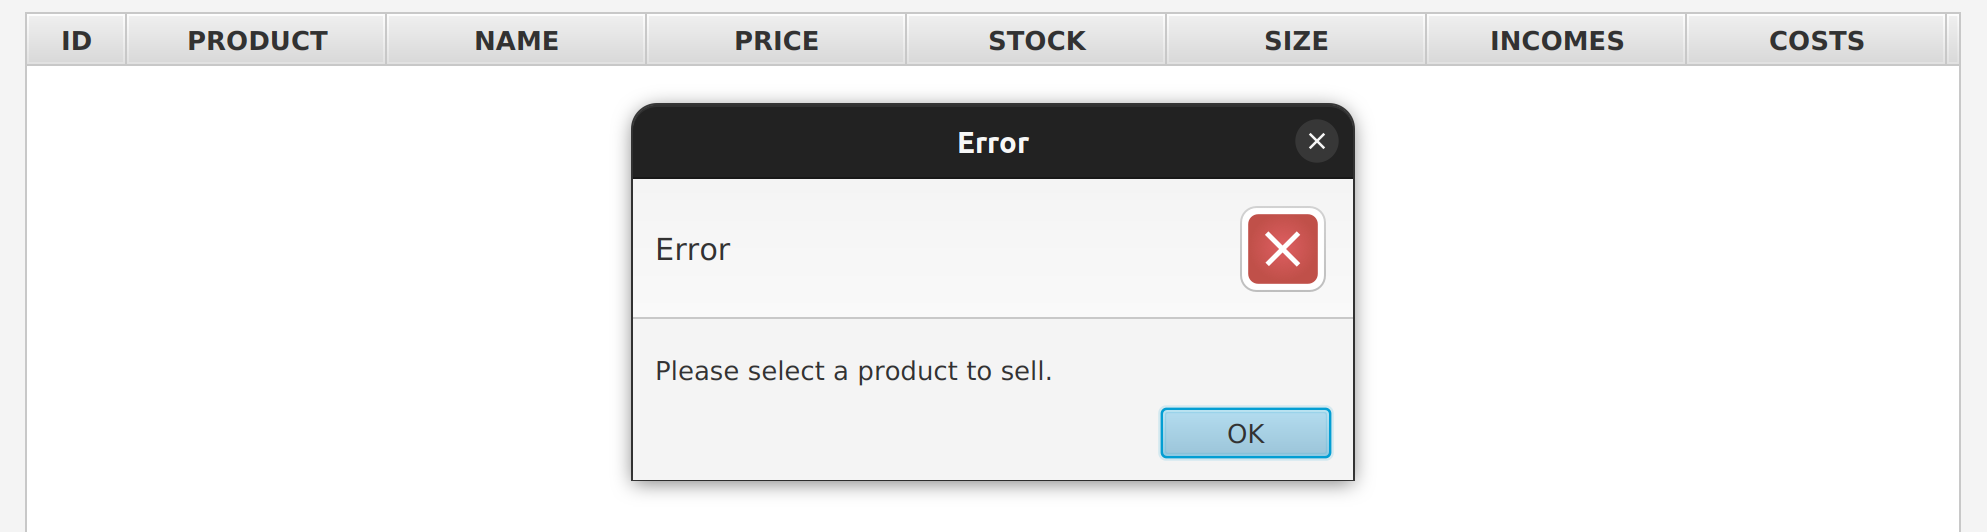 ID PRODUCT NAME PRICE STOCK SIZE INCOMES COSTS
Error
Error
Please select a product to sell.
OK